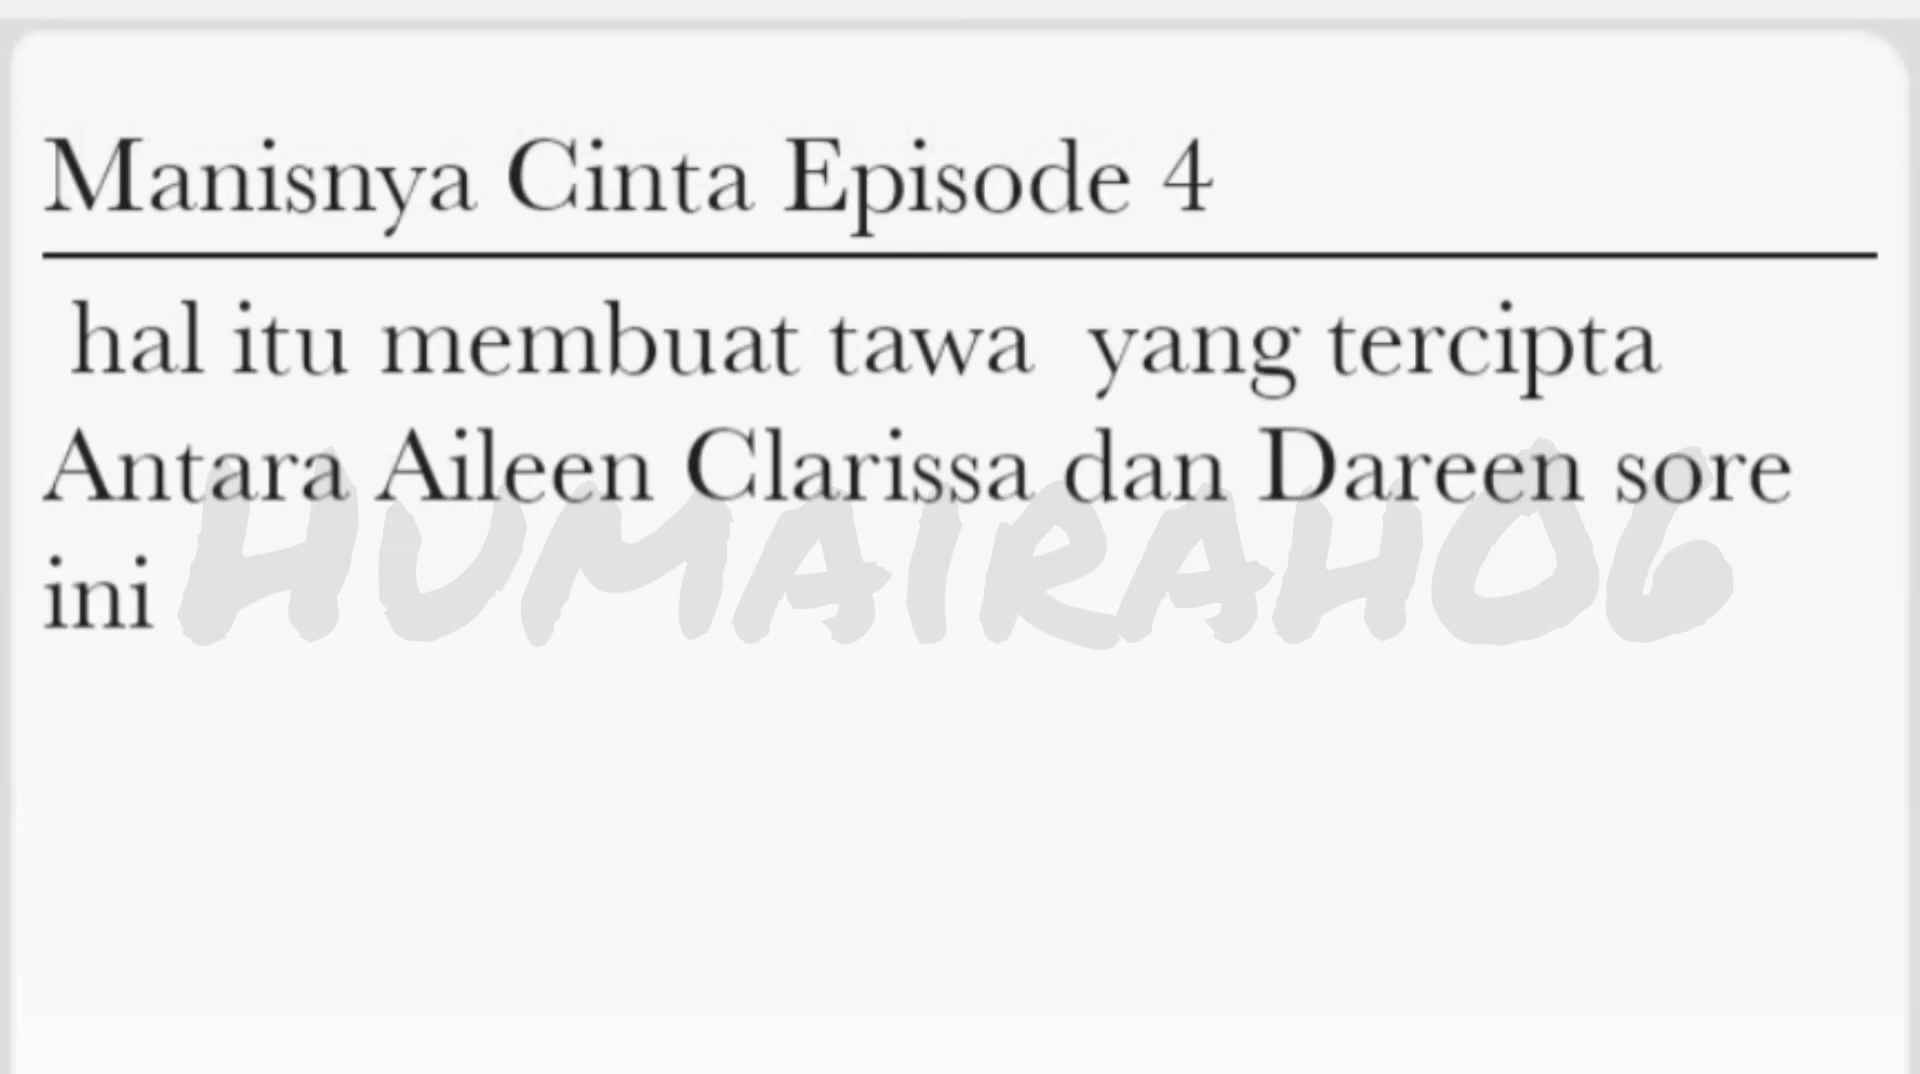 Manisnya Cinta Episode 4
hal itu membuat tawa  yang tercipta
Antara Aileen Clarissa dan Dareen sore
ini
HUMAIRAH06